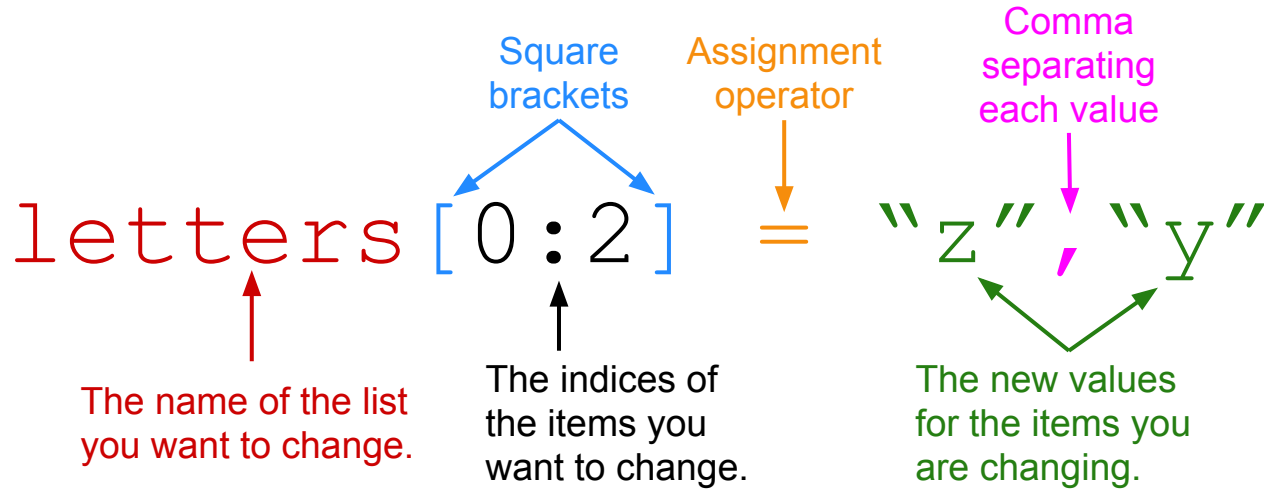 Square
brackets
Assignment
operator
Comma
separating
each value
letters[0:2] = “z”, “y”
The name of the list
you want to change.
The indices of
the items you
want to change.
The new values
for the items you
are changing.